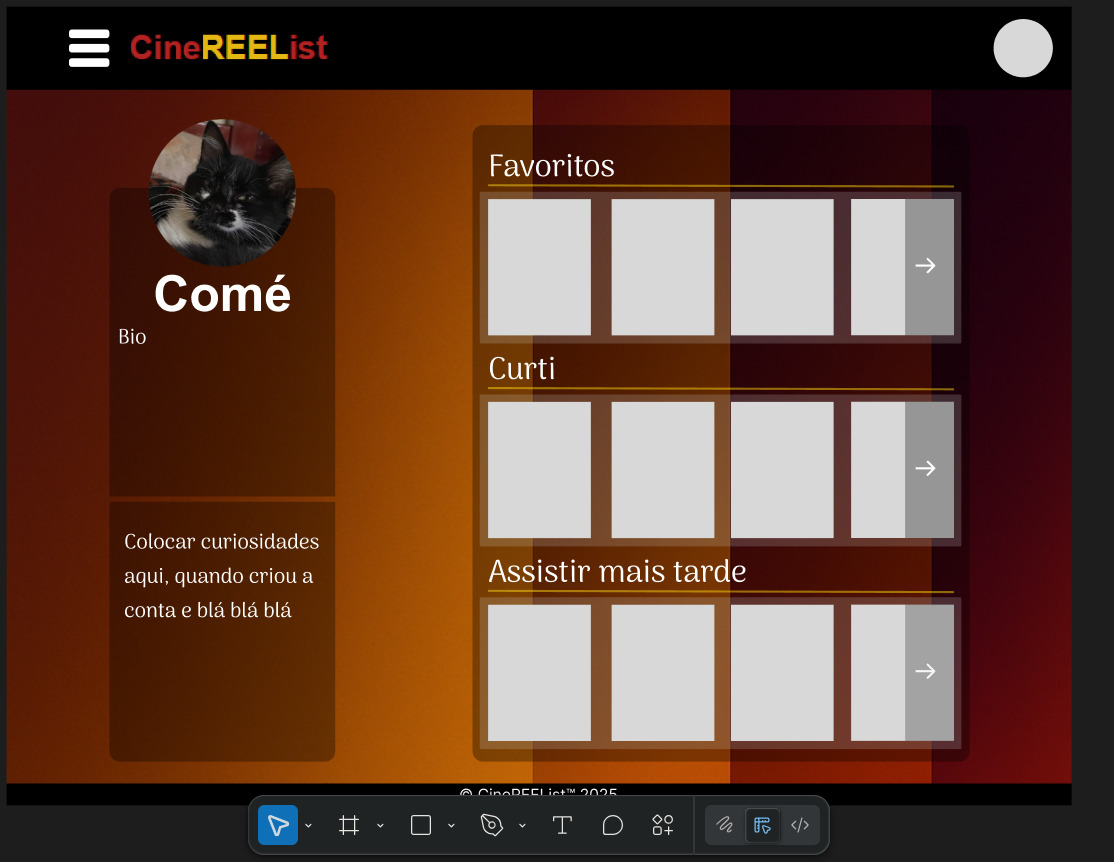 CineREEList
Favoritos
Comé
Bio
Curti
Colocar curiosidades
aqui, quando criou a
conta e blá blá blá
Assistir mais tarde
© CineREEList™ 2025